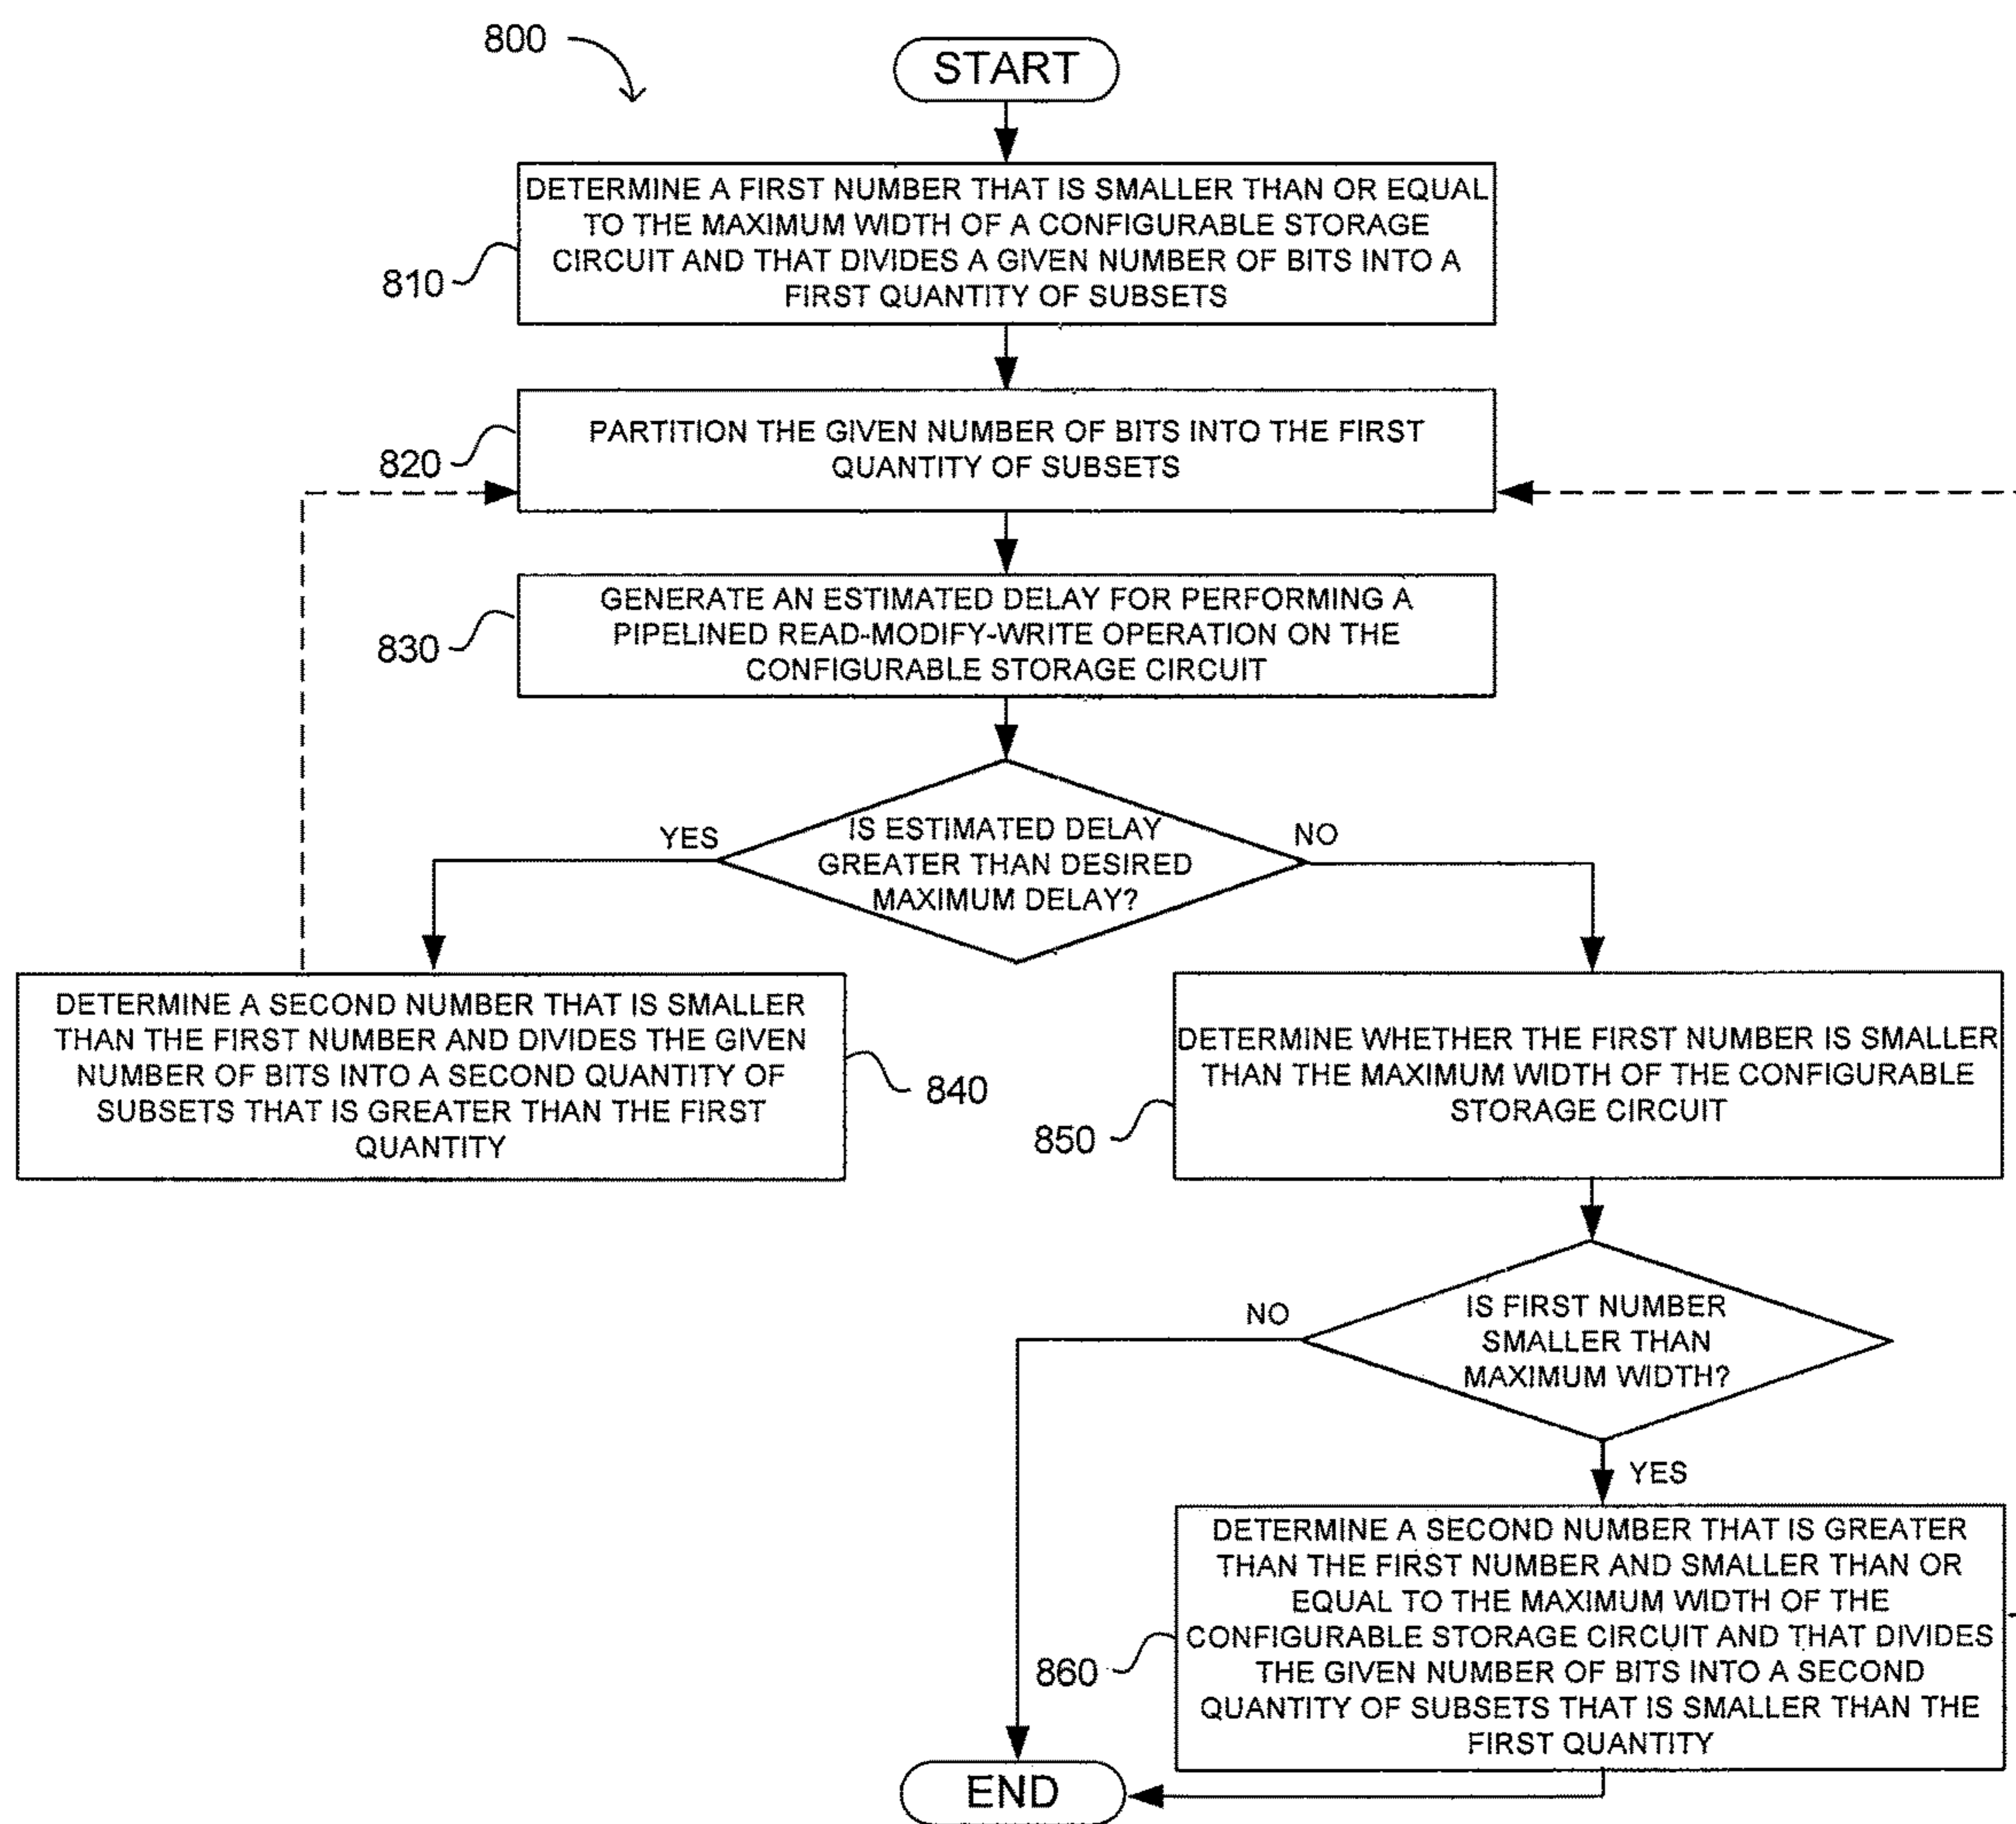 800
START
DETERMINE A FIRST NUMBER THAT IS SMALLER THAN OR EQUAL
TO THE MAXIMUM WIDTH OF A CONFIGURABLE STORAGE
CIRCUIT AND THAT DIVIDES A GIVEN NUMBER OF BITS INTO A
FIRST QUANTITY OF SUBSETS
810
PARTITION THE GIVEN NUMBER OF BITS INTO THE FIRST
QUANTITY OF SUBSETS
820
GENERATE AN ESTIMATED DELAY FOR PERFORMING A
PIPELINED READ-MODIFY-WRITE OPERATION ON THE
CONFIGURABLE STORAGE CIRCUIT
830
IS ESTIMATED DELAY
GREATER THAN DESIRED
MAXIMUM DELAY?
YES
NO
DETERMINE A SECOND NUMBER THAT IS SMALLER
THAN THE FIRST NUMBER AND DIVIDES THE GIVEN
NUMBER OF BITS INTO A SECOND QUANTITY OF
SUBSETS THAT IS GREATER THAN THE FIRST
QUANTITY
840
DETERMINE WHETHER THE FIRST NUMBER IS SMALLER
THAN THE MAXIMUM WIDTH OF THE CONFIGURABLE
STORAGE CIRCUIT
850
IS FIRST NUMBER
SMALLER THAN
MAXIMUM WIDTH?
NO
YES
DETERMINE A SECOND NUMBER THAT IS GREATER
THAN THE FIRST NUMBER AND SMALLER THAN OR
EQUAL TO THE MAXIMUM WIDTH OF THE
CONFIGURABLE STORAGE CIRCUIT AND THAT DIVIDES
THE GIVEN NUMBER OF BITS INTO A SECOND
QUANTITY OF SUBSETS THAT IS SMALLER THAN THE
FIRST QUANTITY
860
END